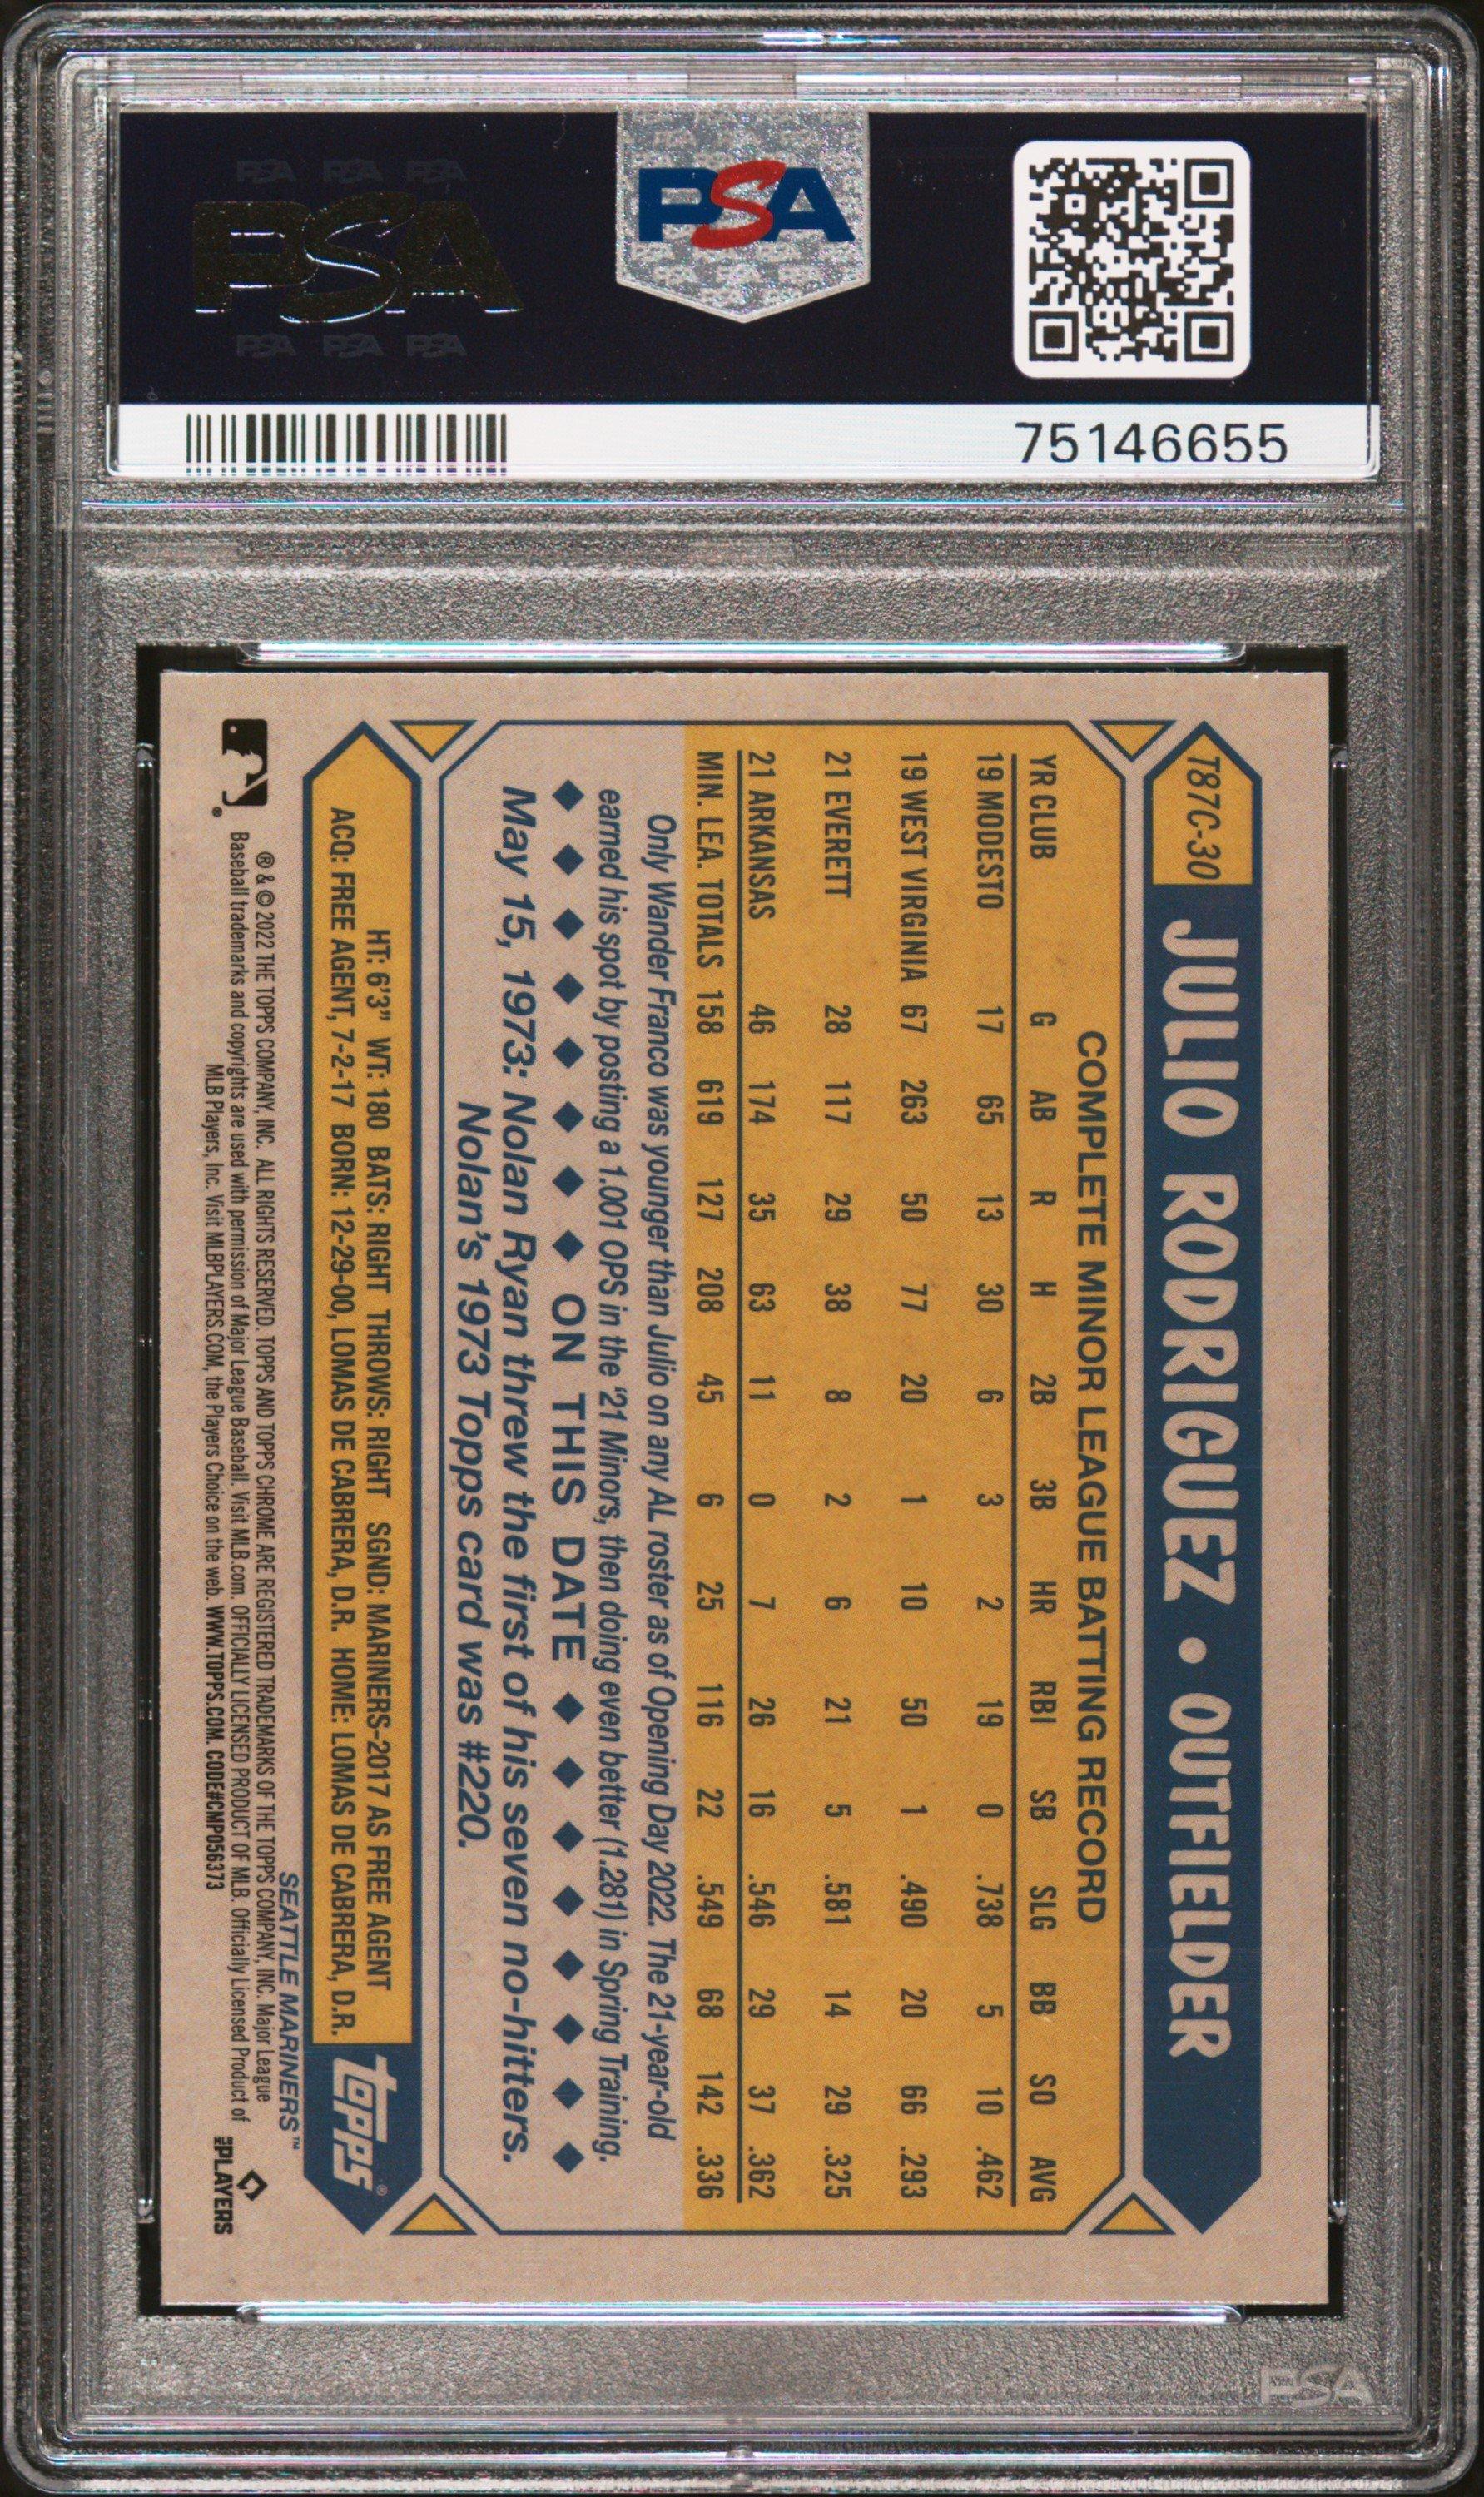 PSA PSA PSA
PSA
PSA PSA PSA
PSA
75146655
T87C-30 JULIO RODRIGUEZ • OUTFIELDER
COMPLETE MINOR LEAGUE BATTING RECORD
YR CLUB G AB R H 2B 3B HR RBI SB SLG BB SO AVG
19 MODESTO 17 65 13 30 6 3 2 19 0 .738 5 10 .462
19 WEST VIRGINIA 67 263 50 77 20 1 10 50 1 .490 20 66 .293
21 EVERETT 28 117 29 38 8 2 6 21 5 .581 14 29 .325
21 ARKANSAS 46 174 35 63 11 0 7 26 16 .546 29 37 .362
MIN. LEA. TOTALS 158 619 127 208 45 6 25 116 22 .549 68 142 .336
Only Wander Franco was younger than Julio on any AL roster as of Opening Day 2022. The 21-year-old
earned his spot by posting a 1.001 OPS in the '21 Minors, then doing even better (1.281) in Spring Training.
◆ ◆ ◆ ◆ ◆ ◆ ◆ ON THIS DATE ◆ ◆ ◆ ◆ ◆ ◆ ◆
May 15, 1973: Nolan Ryan threw the first of his seven no-hitters.
Nolan's 1973 Topps card was #220.
HT: 6'3" WT: 180 BATS: RIGHT THROWS: RIGHT SGND: MARINERS-2017 AS FREE AGENT
ACQ: FREE AGENT, 7-2-17 BORN: 12-29-00, LOMAS DE CABRERA, D.R. HOME: LOMAS DE CABRERA, D.R.
topps®
SEATTLE MARINERS™
® & © 2022 THE TOPPS COMPANY, INC. ALL RIGHTS RESERVED. TOPPS AND TOPPS CHROME ARE REGISTERED TRADEMARKS OF THE TOPPS COMPANY, INC. Major League
Baseball trademarks and copyrights are used with permission of Major League Baseball. Visit MLB.com. OFFICIALLY LICENSED PRODUCT OF MLB. Officially Licensed Product of
MLB Players, Inc. Visit MLBPLAYERS.COM, the Players Choice on the web. WWW.TOPPS.COM. CODE#CMP056373
MLB PLAYERS
PSA